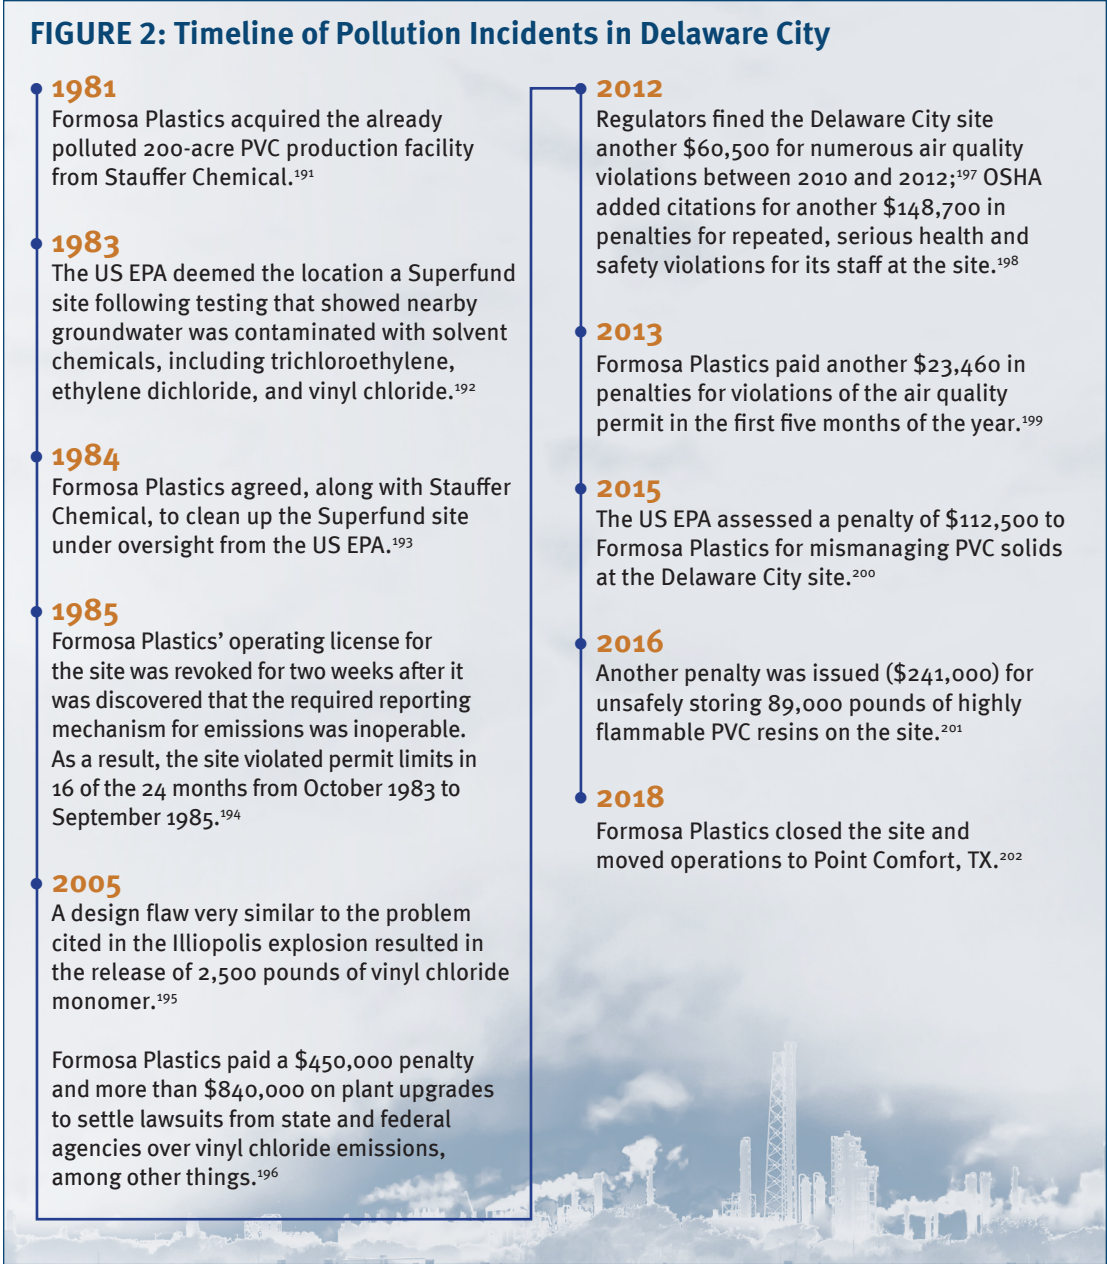 FIGURE 2: Timeline of Pollution Incidents in Delaware City
1981
Formosa Plastics acquired the already
polluted 200-acre PVC production facility
from Stauffer Chemical.191
1983
The US EPA deemed the location a Superfund
site following testing that showed nearby
groundwater was contaminated with solvent
chemicals, including trichloroethylene,
ethylene dichloride, and vinyl chloride.192
1984
Formosa Plastics agreed, along with Stauffer
Chemical, to clean up the Superfund site
under oversight from the US EPA.193
1985
Formosa Plastics’ operating license for
the site was revoked for two weeks after it
was discovered that the required reporting
mechanism for emissions was inoperable.
As a result, the site violated permit limits in
16 of the 24 months from October 1983 to
September 1985.194
2005
A design flaw very similar to the problem
cited in the Illiopolis explosion resulted in
the release of 2,500 pounds of vinyl chloride
monomer.195
Formosa Plastics paid a $450,000 penalty
and more than $840,000 on plant upgrades
to settle lawsuits from state and federal
agencies over vinyl chloride emissions,
among other things.196
2012
Regulators fined the Delaware City site
another $60,500 for numerous air quality
violations between 2010 and 2012;197 OSHA
added citations for another $148,700 in
penalties for repeated, serious health and
safety violations for its staff at the site.198
2013
Formosa Plastics paid another $23,460 in
penalties for violations of the air quality
permit in the first five months of the year.199
2015
The US EPA assessed a penalty of $112,500 to
Formosa Plastics for mismanaging PVC solids
at the Delaware City site.200
2016
Another penalty was issued ($241,000) for
unsafely storing 89,000 pounds of highly
flammable PVC resins on the site.201
2018
Formosa Plastics closed the site and
moved operations to Point Comfort, TX.202